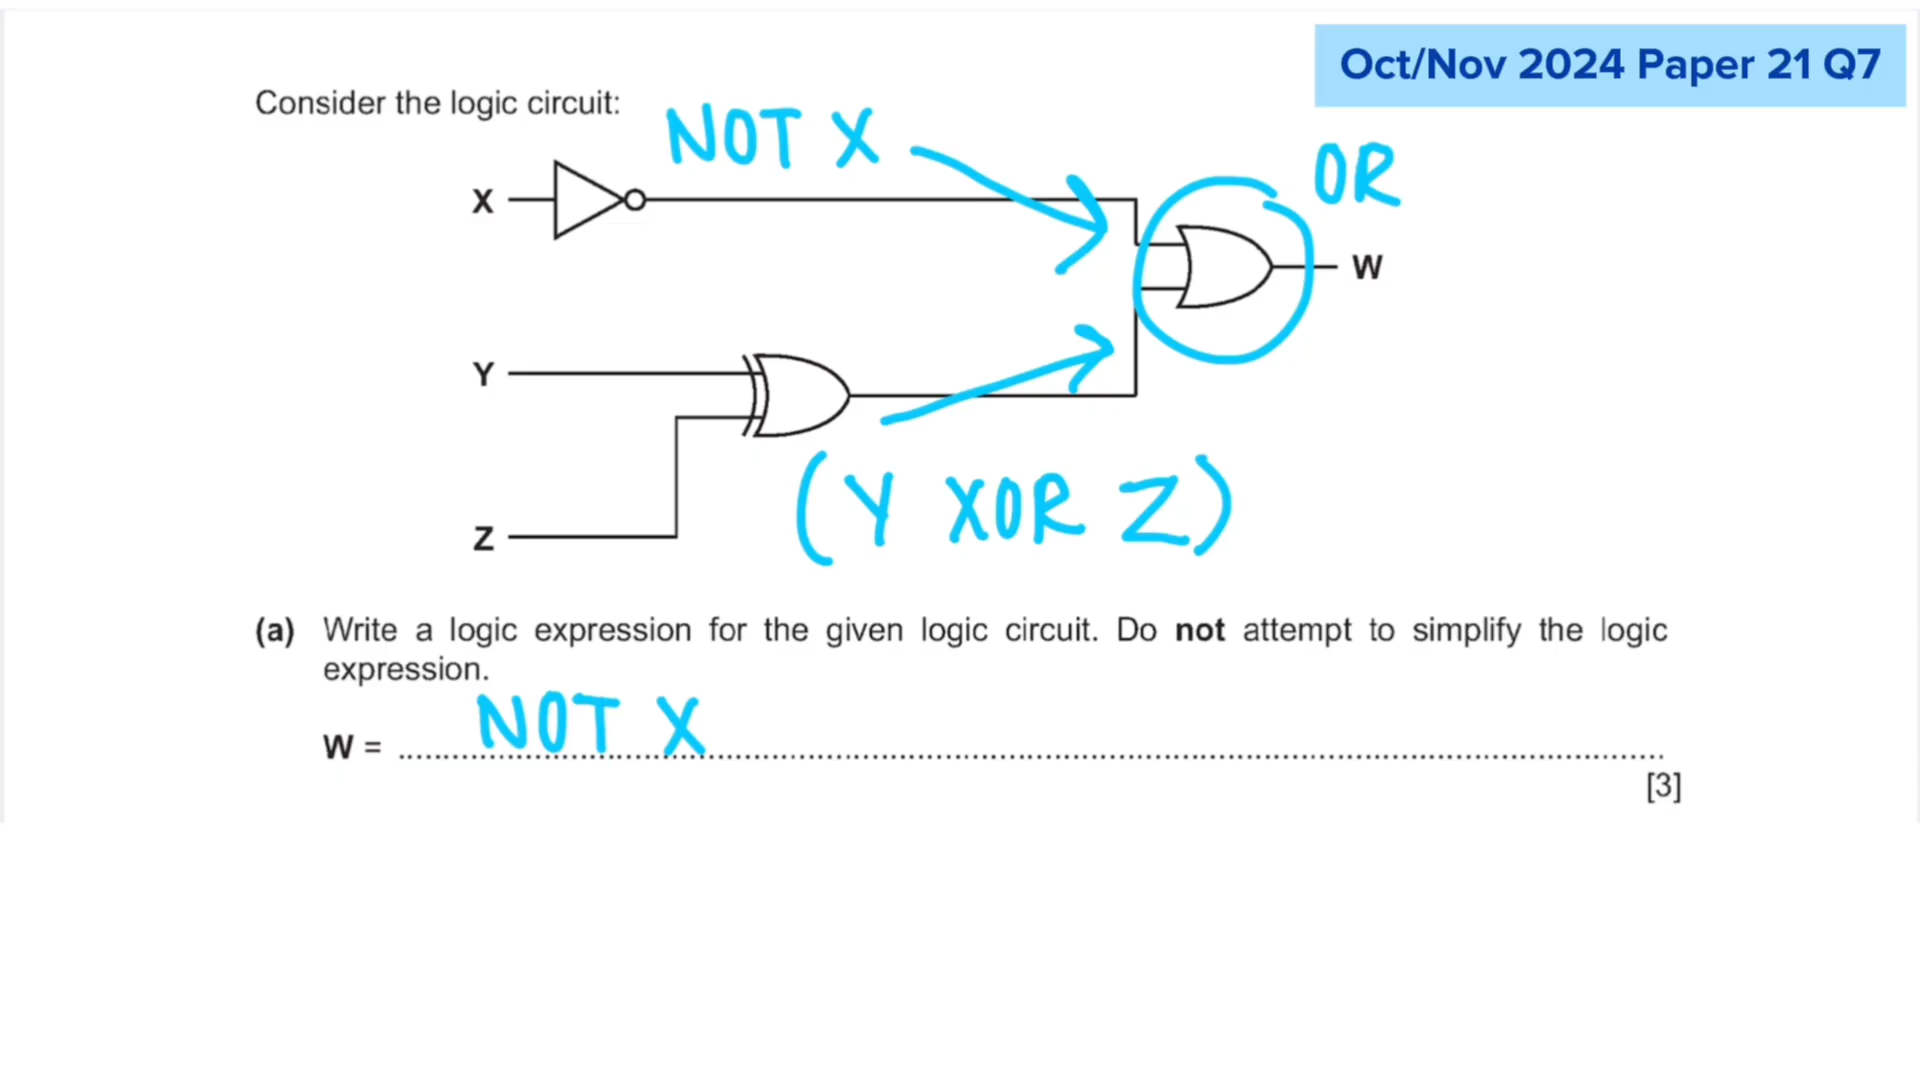 Oct/Nov 2024 Paper 21 Q7
Consider the logic circuit:
NOT X
OR
X
W
Y
(Y XOR Z)
Z
(a) Write a logic expression for the given logic circuit. Do not attempt to simplify the logic
expression.
NOT X
W = ................................................................
[3]